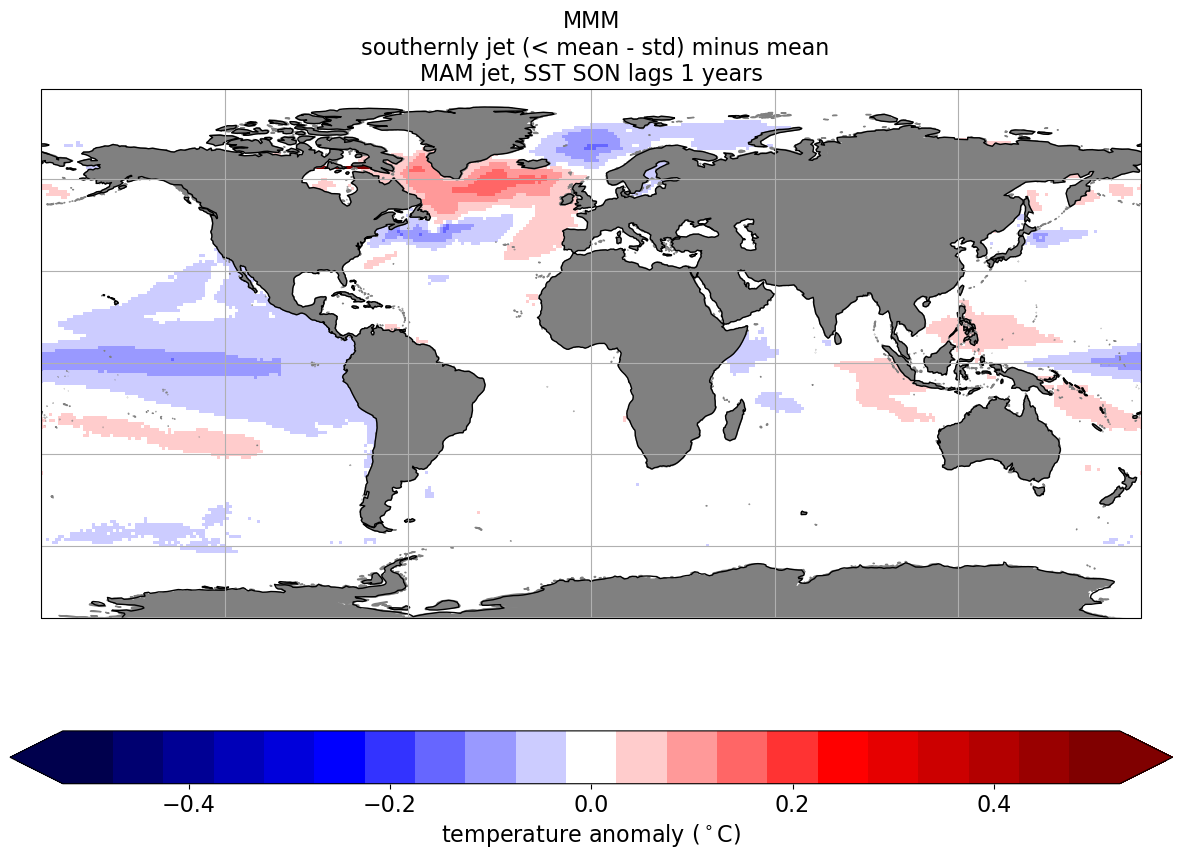 MMM
southernly jet (< mean - std) minus mean
MAM jet, SST SON lags 1 years
−0.4 −0.2 0.0 0.2 0.4
temperature anomaly (°C)